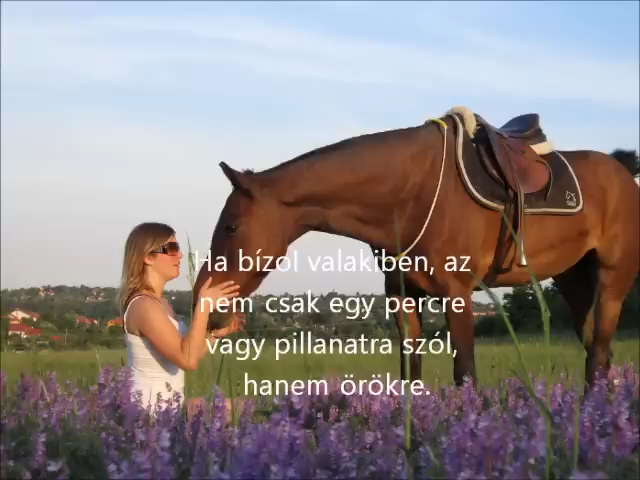 Ha bízol valakiben, az
nem csak egy percre
vagy pillanatra szól,
hanem örökre.